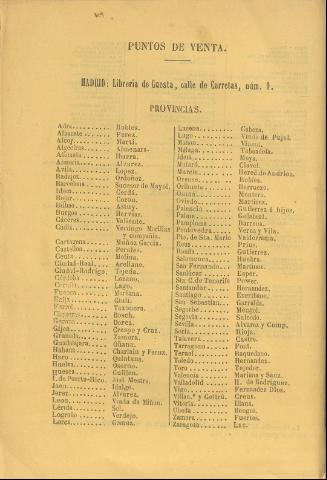 PUNTOS DE VENTA.
MADRID: Librería de Cuesta, calle de Carretas, núm. 9.
PROVINCIAS.
Adra........ Robles.
Albacete..... Perez.
Alcoy........ Martí.
Algeciras..... Almenara.
Alicante..... Ibarra.
Almería..... Alvarez.
Avila........ Lopez.
Badajoz..... Ordoñez.
Barcelona.... Sucesor de Mayol.
Idem........ Cerdá.
Bejar........ Coron.
Bilbao....... Astuy.
Burgos...... Hervias.
Cáceres..... Valiente.
Cádiz....... Verdugo Morillas
y compañía.
Cartagena.... Muñoz García.
Castellon..... Perales.
Ceuta....... Molina.
Ciudad-Real.. Arellano.
Ciudad-Rodrigo. Tejeda.
Córdoba..... Lozano.
Coruña...... Lago.
Cuenca...... Mariana.
Ecija........ Giuli.
Ferrol....... Taxonera.
Figueras..... Bosch.
Gerona...... Dorca.
Gijon........ Crespo y Cruz.
Granada..... Zamora.
Guadalajara... Oñana.
Habana...... Charlain y Fernz.
Haro........ Quintana.
Huelva...... Osorno.
Huesca...... Guillen.
I. de Puerto-Rico. José Mestre.
Jaen........ Idalgo.
Jerez........ Alvarez.
Leon........ Viuda de Miñon.
Lérida....... Sol.
Logroño..... Verdejo.
Lorca....... Gomez.
Lucena...... Cabeza.
Lugo........ Viuda de Pujol.
Mahon...... Vinent.
Málaga...... Taboadela.
Idem........ Moya.
Mataró...... Clavel.
Murcia...... Hered. de Andrion.
Orense...... Robles.
Orihuela..... Berruezo.
Osuna....... Montero.
Oviedo...... Martinez.
Palencia..... Gutierrez é hijos.
Palma....... Gelabert.
Pamplona.... Barrena.
Pontevedra... Verea y Vila.
Pto. de Sta. María Valderrama.
Reus........ Prius.
Ronda....... Gutierrez.
Salamanca... Huebra.
San Fernando.. Martinez.
Sanlúcar..... Esper.
Sta. C. de Tenerife Power.
Santander.... Hernandez.
Santiago..... Escribano.
San Sebastian.. Garralda.
Segorbe..... Mengol.
Segovia..... Salcedo.
Sevilla...... Alvarez y Comp.
Soria........ Rioja.
Talavera..... Castro.
Tarragona.... Pont.
Teruel....... Baquedano.
Toledo...... Hernandez.
Toro........ Tejedor.
Valencia..... Mariana y Sanz.
Valladolid.... H. de Rodriguez.
Vigo........ Fernandez Dios.
Villan.ª y Geltrú. Creus.
Vitoria...... Illana.
Ubeda...... Bengoa.
Zamora..... Fuertes.
Zaragoza.... Lac.